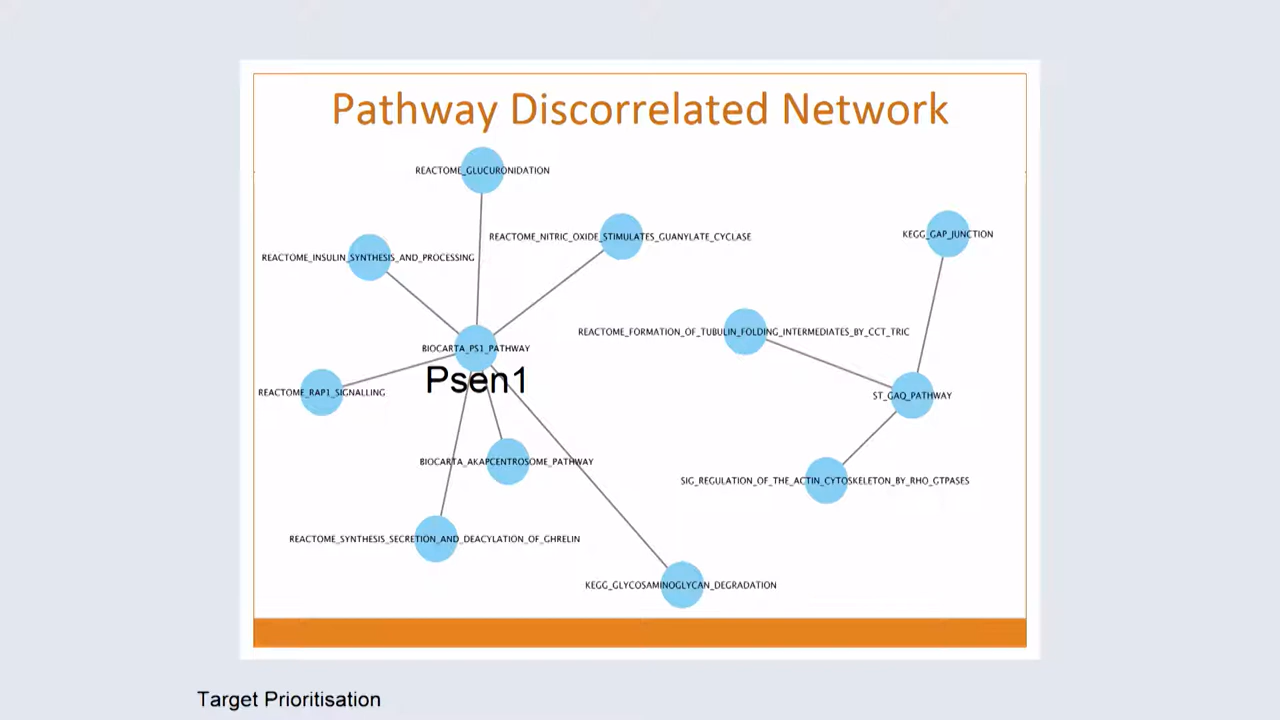 Pathway Discorrelated Network
REACTOME_GLUCURONIDATION
REACTOME_NITRIC_OXIDE_STIMULATES_GUANYLATE_CYCLASE
KEGG_GAP_JUNCTION
REACTOME_INSULIN_SYNTHESIS_AND_PROCESSING
REACTOME_FORMATION_OF_TUBULIN_FOLDING_INTERMEDIATES_BY_CCT_TRIC
BIOCARTA_PS1_PATHWAY
Psen1
REACTOME_RAP1_SIGNALLING
ST_GAQ_PATHWAY
BIOCARTA_AKAPCENTROSOME_PATHWAY
SIG_REGULATION_OF_THE_ACTIN_CYTOSKELETON_BY_RHO_GTPASES
REACTOME_SYNTHESIS_SECRETION_AND_DEACYLATION_OF_GHRELIN
KEGG_GLYCOSAMINOGLYCAN_DEGRADATION
Target Prioritisation